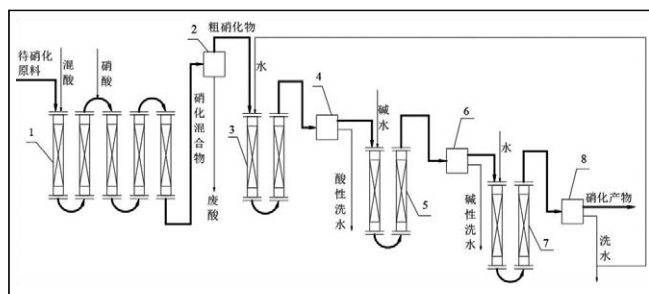 待硝化
原料
混酸
硝酸
1
2
粗硝化物
硝化混合物
废酸
水
3
4
酸性洗水
碱水
5
6
碱性洗水
水
7
8
硝化产物
洗水